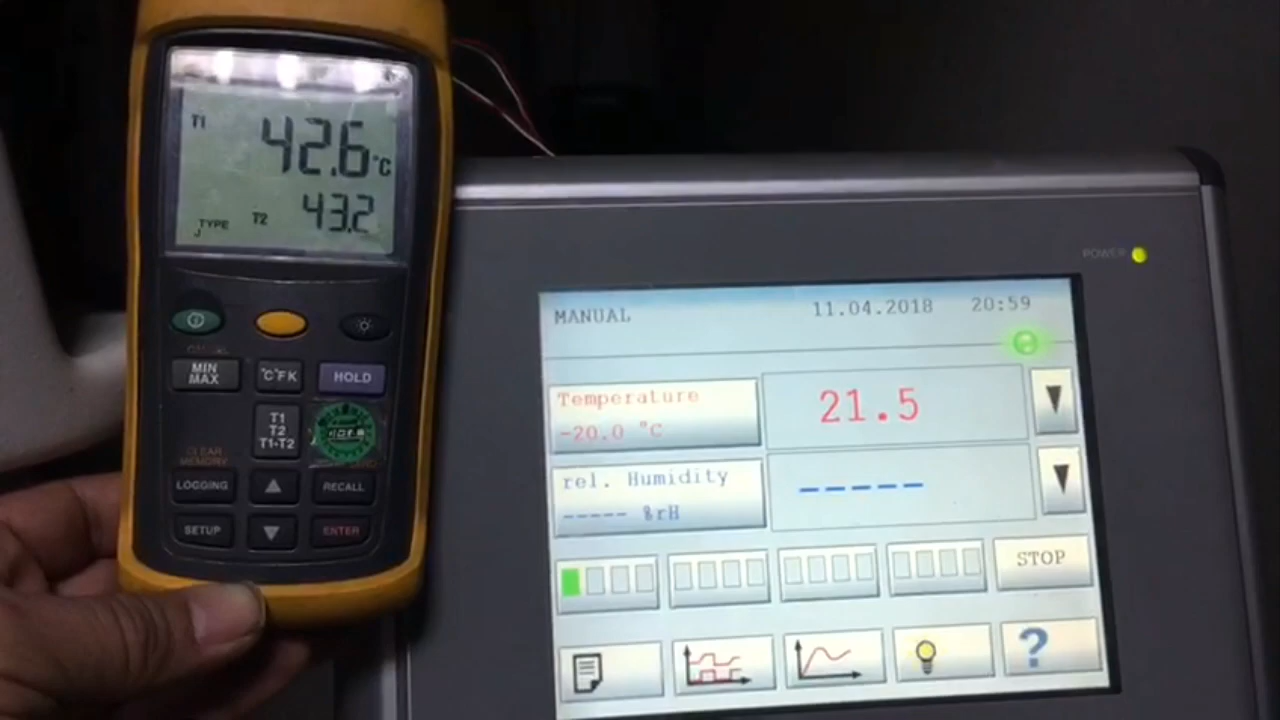 T1 42.6 °C
TYPE J T2 43.2
CANCEL
MIN MAX °C°F K HOLD
T1
T2
T1-T2
CLEAR
MEMORY
LOGGING RECALL
SETUP ENTER
POWER
MANUAL 11.04.2018 20:59
Temperature 21.5
-20.0 °C
rel. Humidity -----
----- %rH
STOP
?